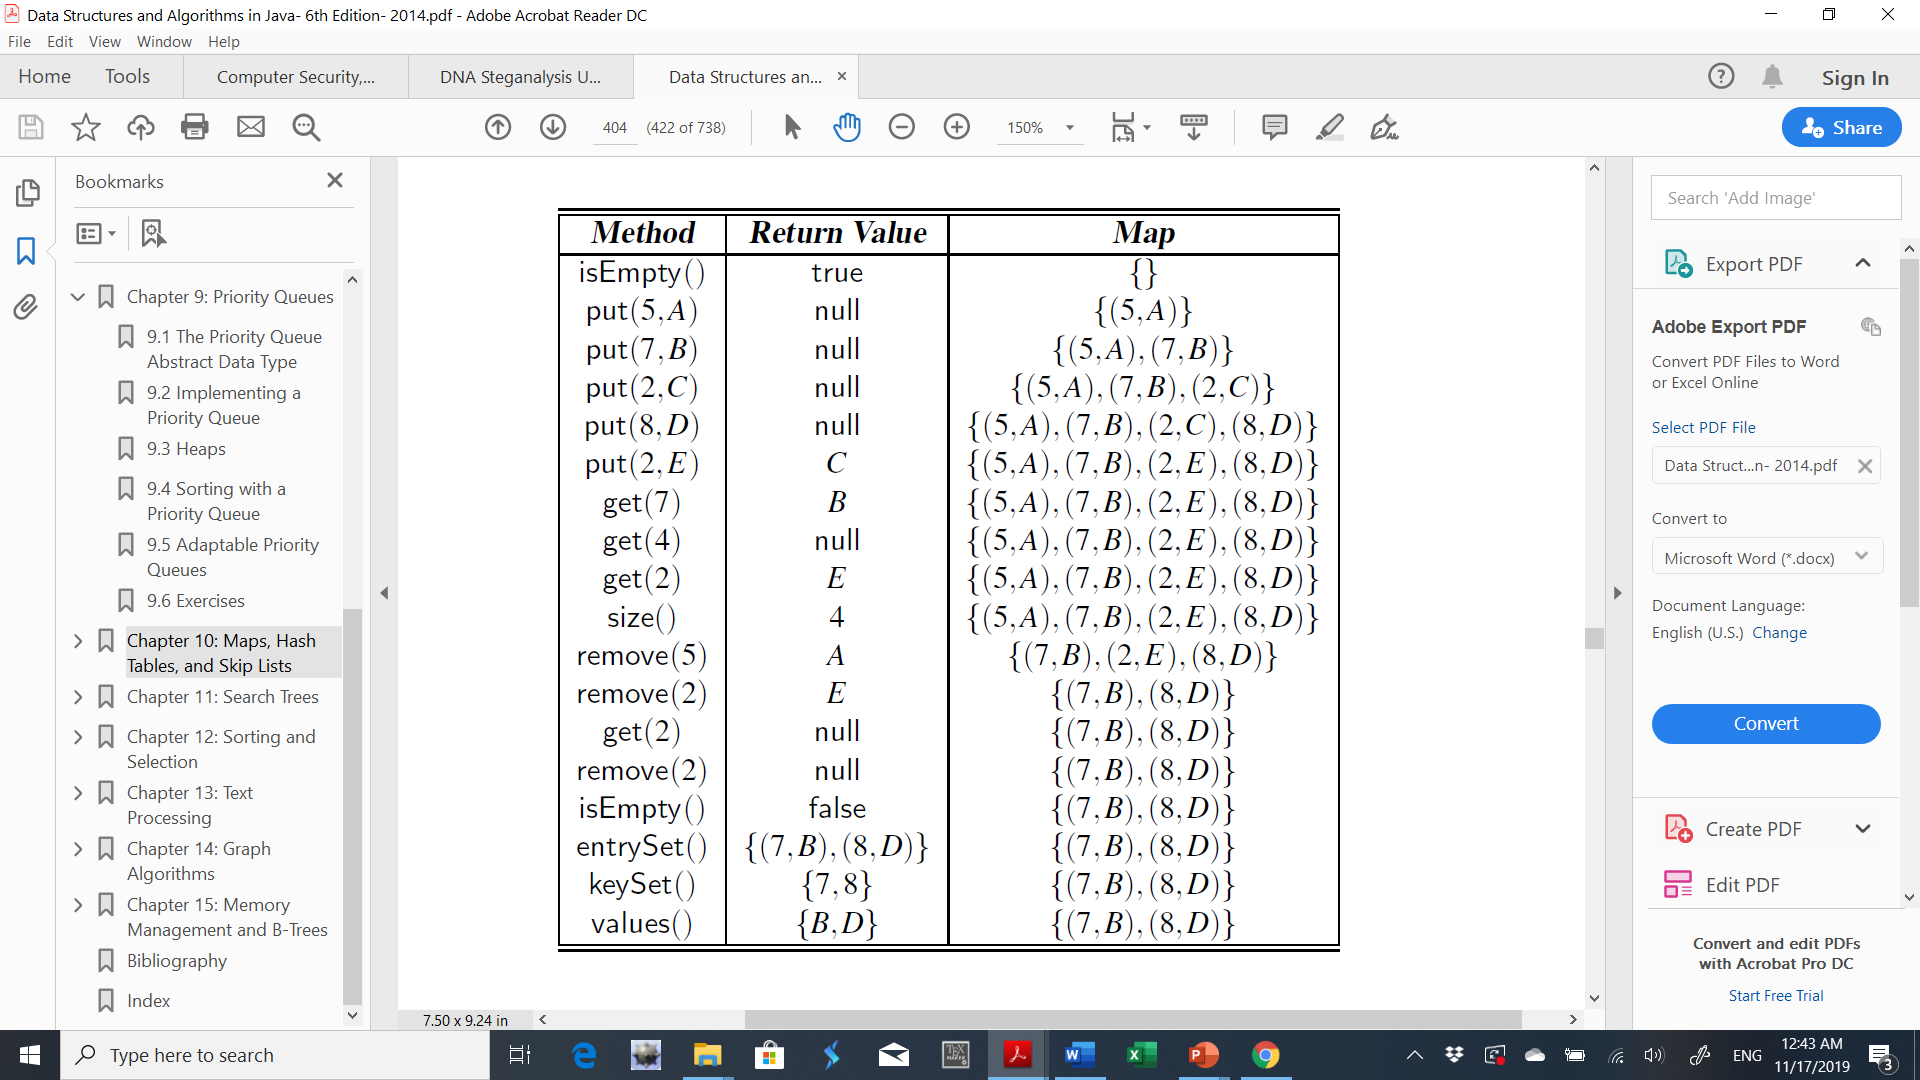 Data Structures and Algorithms in Java- 6th Edition- 2014.pdf - Adobe Acrobat Reader DC
File Edit View Window Help
Home Tools Computer Security,... DNA Steganalysis U... Data Structures an... ×
Sign In
404 (422 of 738) 150%
Share
Bookmarks
Chapter 9: Priority Queues
9.1 The Priority Queue
Abstract Data Type
9.2 Implementing a
Priority Queue
9.3 Heaps
9.4 Sorting with a
Priority Queue
9.5 Adaptable Priority
Queues
9.6 Exercises
Chapter 10: Maps, Hash
Tables, and Skip Lists
Chapter 11: Search Trees
Chapter 12: Sorting and
Selection
Chapter 13: Text
Processing
Chapter 14: Graph
Algorithms
Chapter 15: Memory
Management and B-Trees
Bibliography
Index
Method Return Value Map
isEmpty() true {}
put(5,A) null {(5,A)}
put(7,B) null {(5,A),(7,B)}
put(2,C) null {(5,A),(7,B),(2,C)}
put(8,D) null {(5,A),(7,B),(2,C),(8,D)}
put(2,E) C {(5,A),(7,B),(2,E),(8,D)}
get(7) B {(5,A),(7,B),(2,E),(8,D)}
get(4) null {(5,A),(7,B),(2,E),(8,D)}
get(2) E {(5,A),(7,B),(2,E),(8,D)}
size() 4 {(5,A),(7,B),(2,E),(8,D)}
remove(5) A {(7,B),(2,E),(8,D)}
remove(2) E {(7,B),(8,D)}
get(2) null {(7,B),(8,D)}
remove(2) null {(7,B),(8,D)}
isEmpty() false {(7,B),(8,D)}
entrySet() {(7,B),(8,D)} {(7,B),(8,D)}
keySet() {7,8} {(7,B),(8,D)}
values() {B,D} {(7,B),(8,D)}
7.50 x 9.24 in
Search 'Add Image'
Export PDF
Adobe Export PDF
Convert PDF Files to Word
or Excel Online
Select PDF File
Data Struct...n- 2014.pdf
Convert to
Microsoft Word (*.docx)
Document Language:
English (U.S.) Change
Convert
Create PDF
Edit PDF
Convert and edit PDFs
with Acrobat Pro DC
Start Free Trial
Type here to search
ENG
12:43 AM
11/17/2019
3